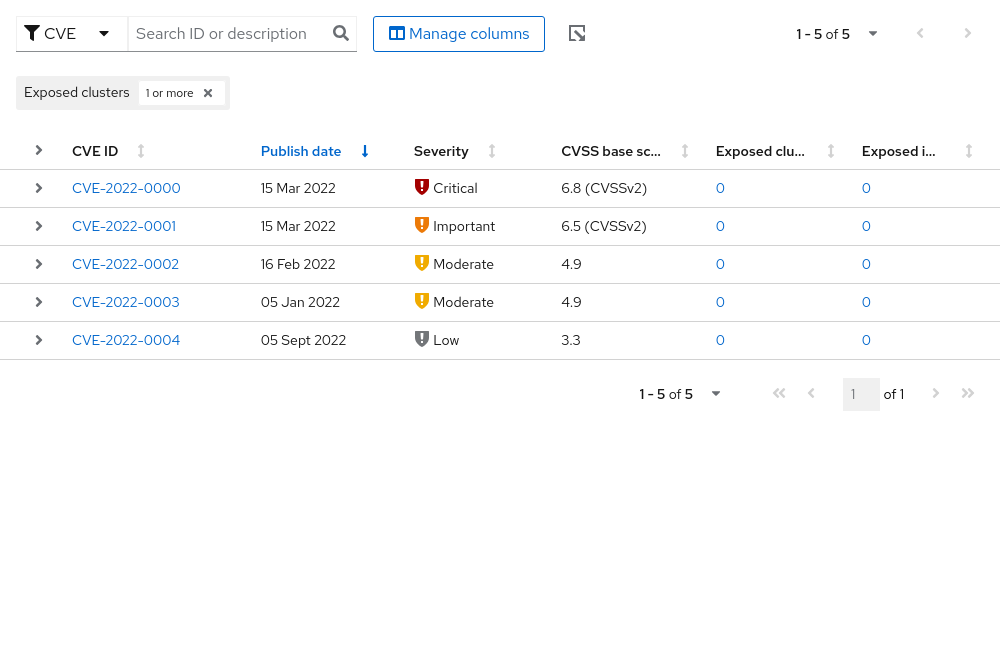 CVE Search ID or description Manage columns 1 - 5 of 5
Exposed clusters 1 or more
CVE ID Publish date Severity CVSS base sc... Exposed clu... Exposed i...
CVE-2022-0000 15 Mar 2022 Critical 6.8 (CVSSv2) 0 0
CVE-2022-0001 15 Mar 2022 Important 6.5 (CVSSv2) 0 0
CVE-2022-0002 16 Feb 2022 Moderate 4.9 0 0
CVE-2022-0003 05 Jan 2022 Moderate 4.9 0 0
CVE-2022-0004 05 Sept 2022 Low 3.3 0 0
1 - 5 of 5 1 of 1